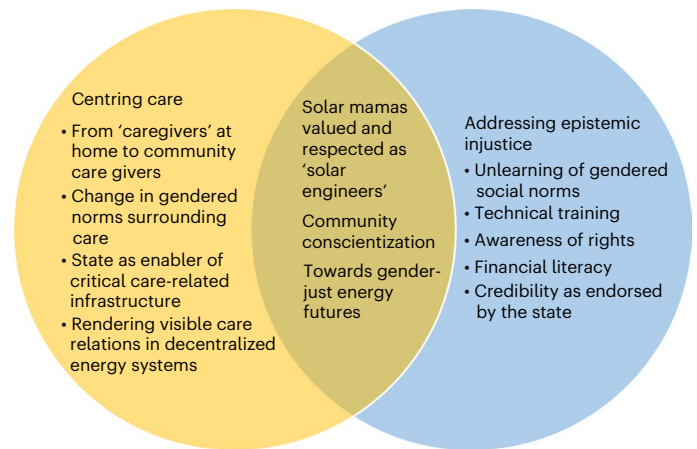 Centring care
• From ‘caregivers’ at
home to community
care givers
• Change in gendered
norms surrounding
care
• State as enabler of
critical care-related
infrastructure
• Rendering visible care
relations in decentralized
energy systems
Solar mamas
valued and
respected as
‘solar
engineers’
Community
conscientization
Towards gender-
just energy
futures
Addressing epistemic
injustice
• Unlearning of gendered
social norms
• Technical training
• Awareness of rights
• Financial literacy
• Credibility as endorsed
by the state